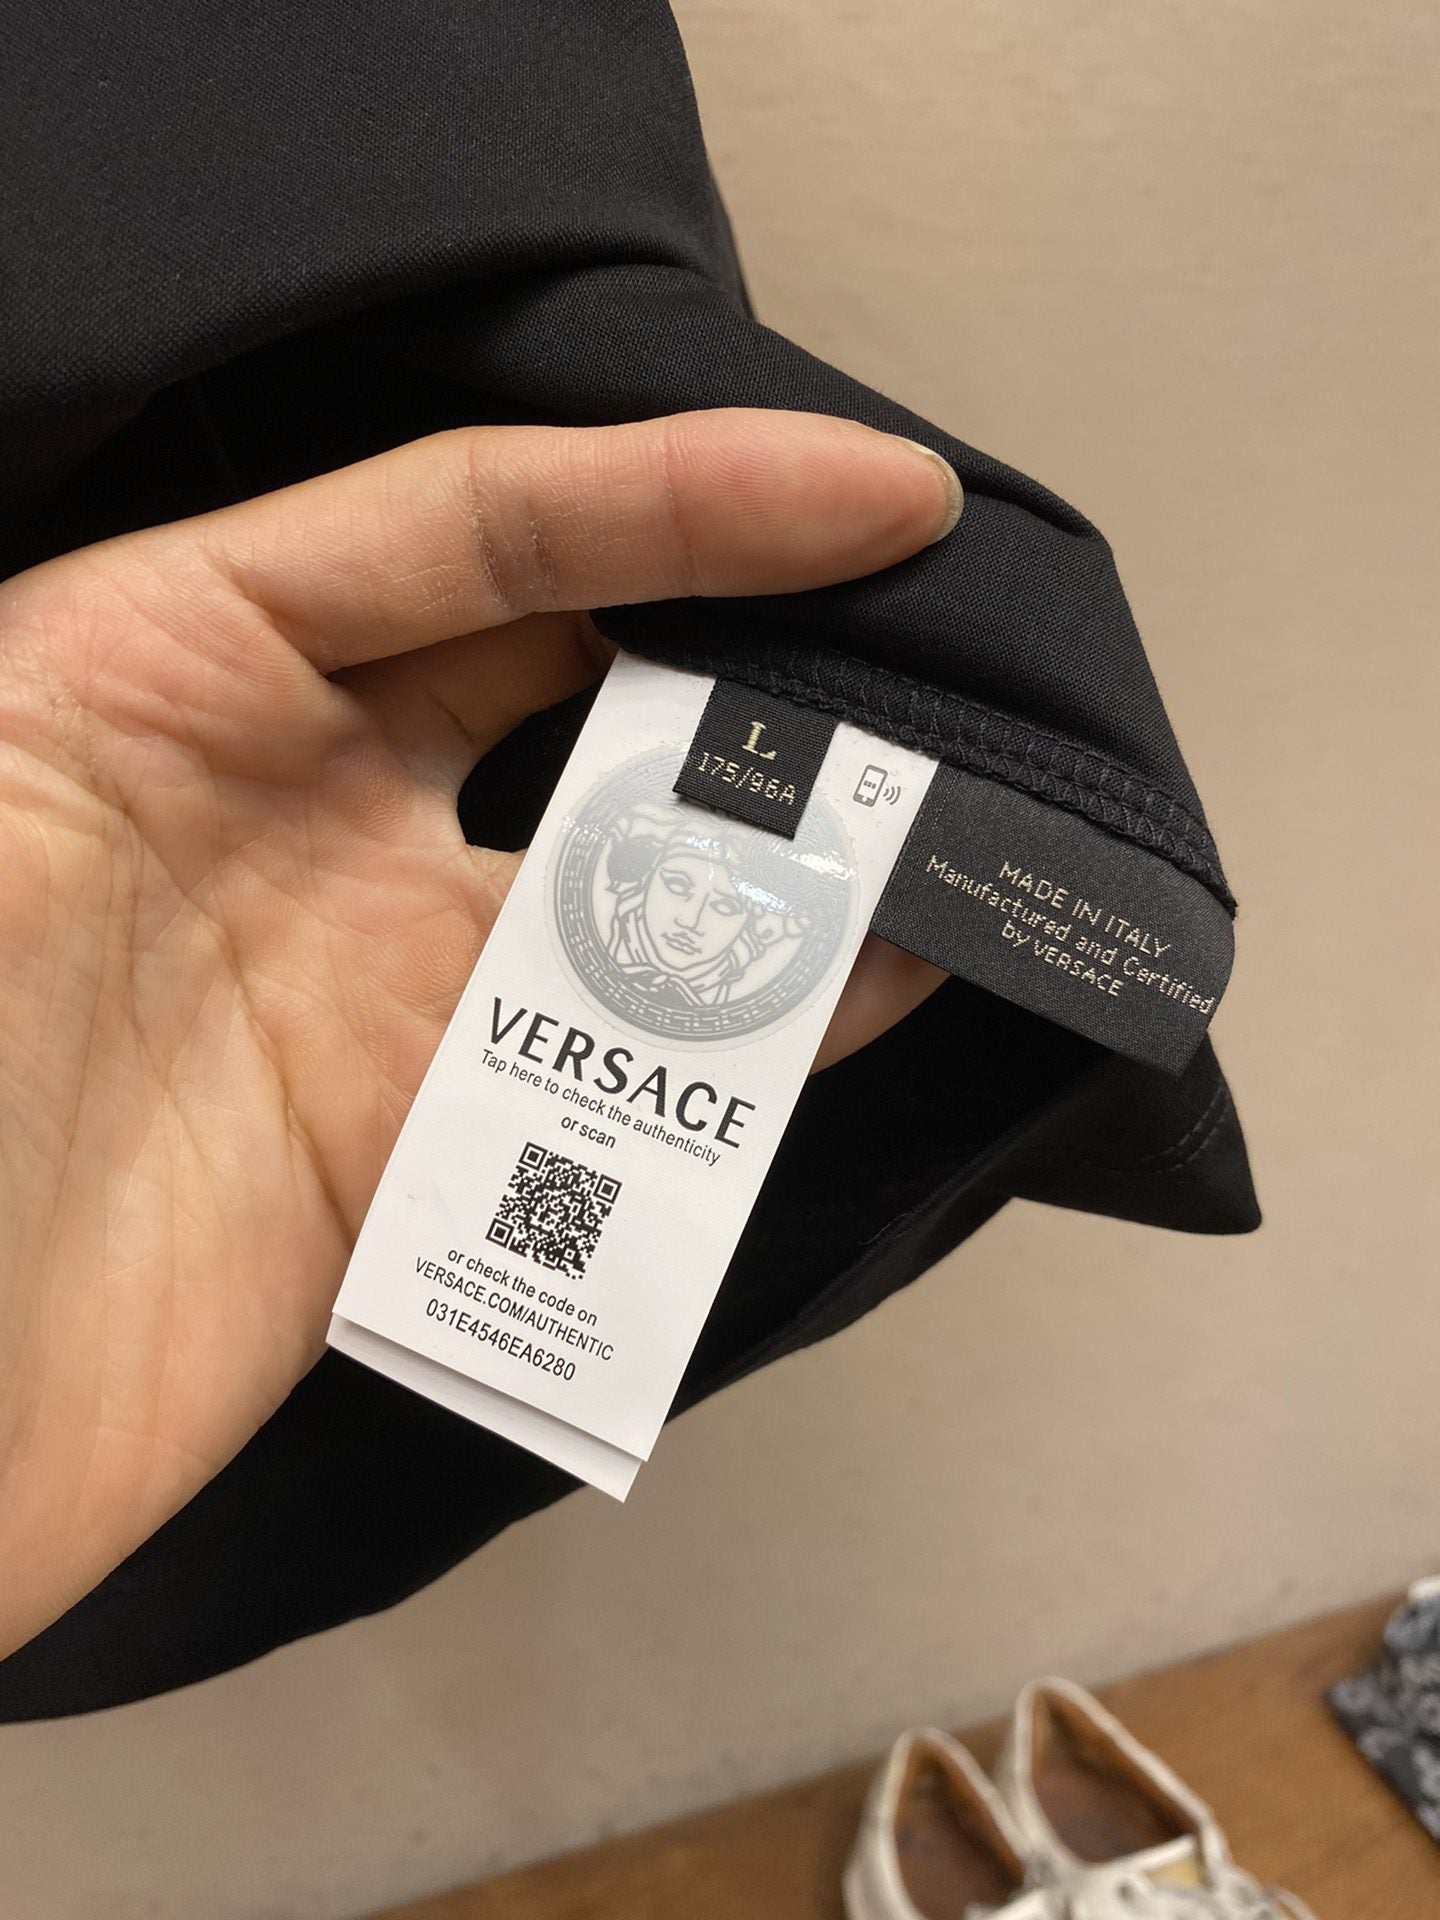 L
175/96A
MADE IN ITALY
Manufactured and Certified
by VERSACE
VERSACE
Tap here to check the authenticity
or scan
or check the code on
VERSACE.COM/AUTHENTIC
031E4546EA6280